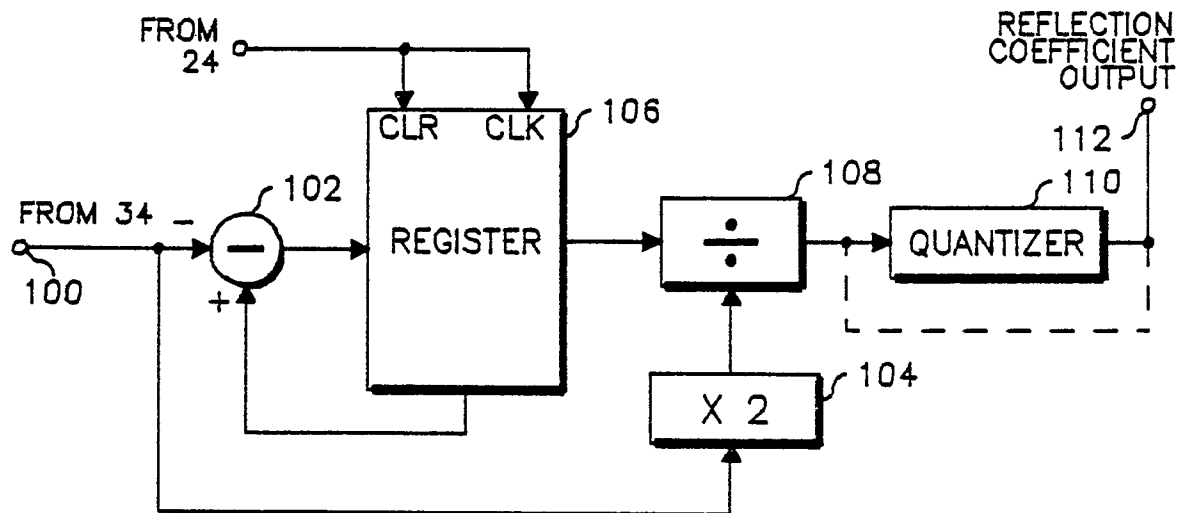 FROM
24
REFLECTION
COEFFICIENT
OUTPUT
CLR CLK
106
112
102
108
110
FROM 34 -
REGISTER
÷
QUANTIZER
100
+
104
X 2